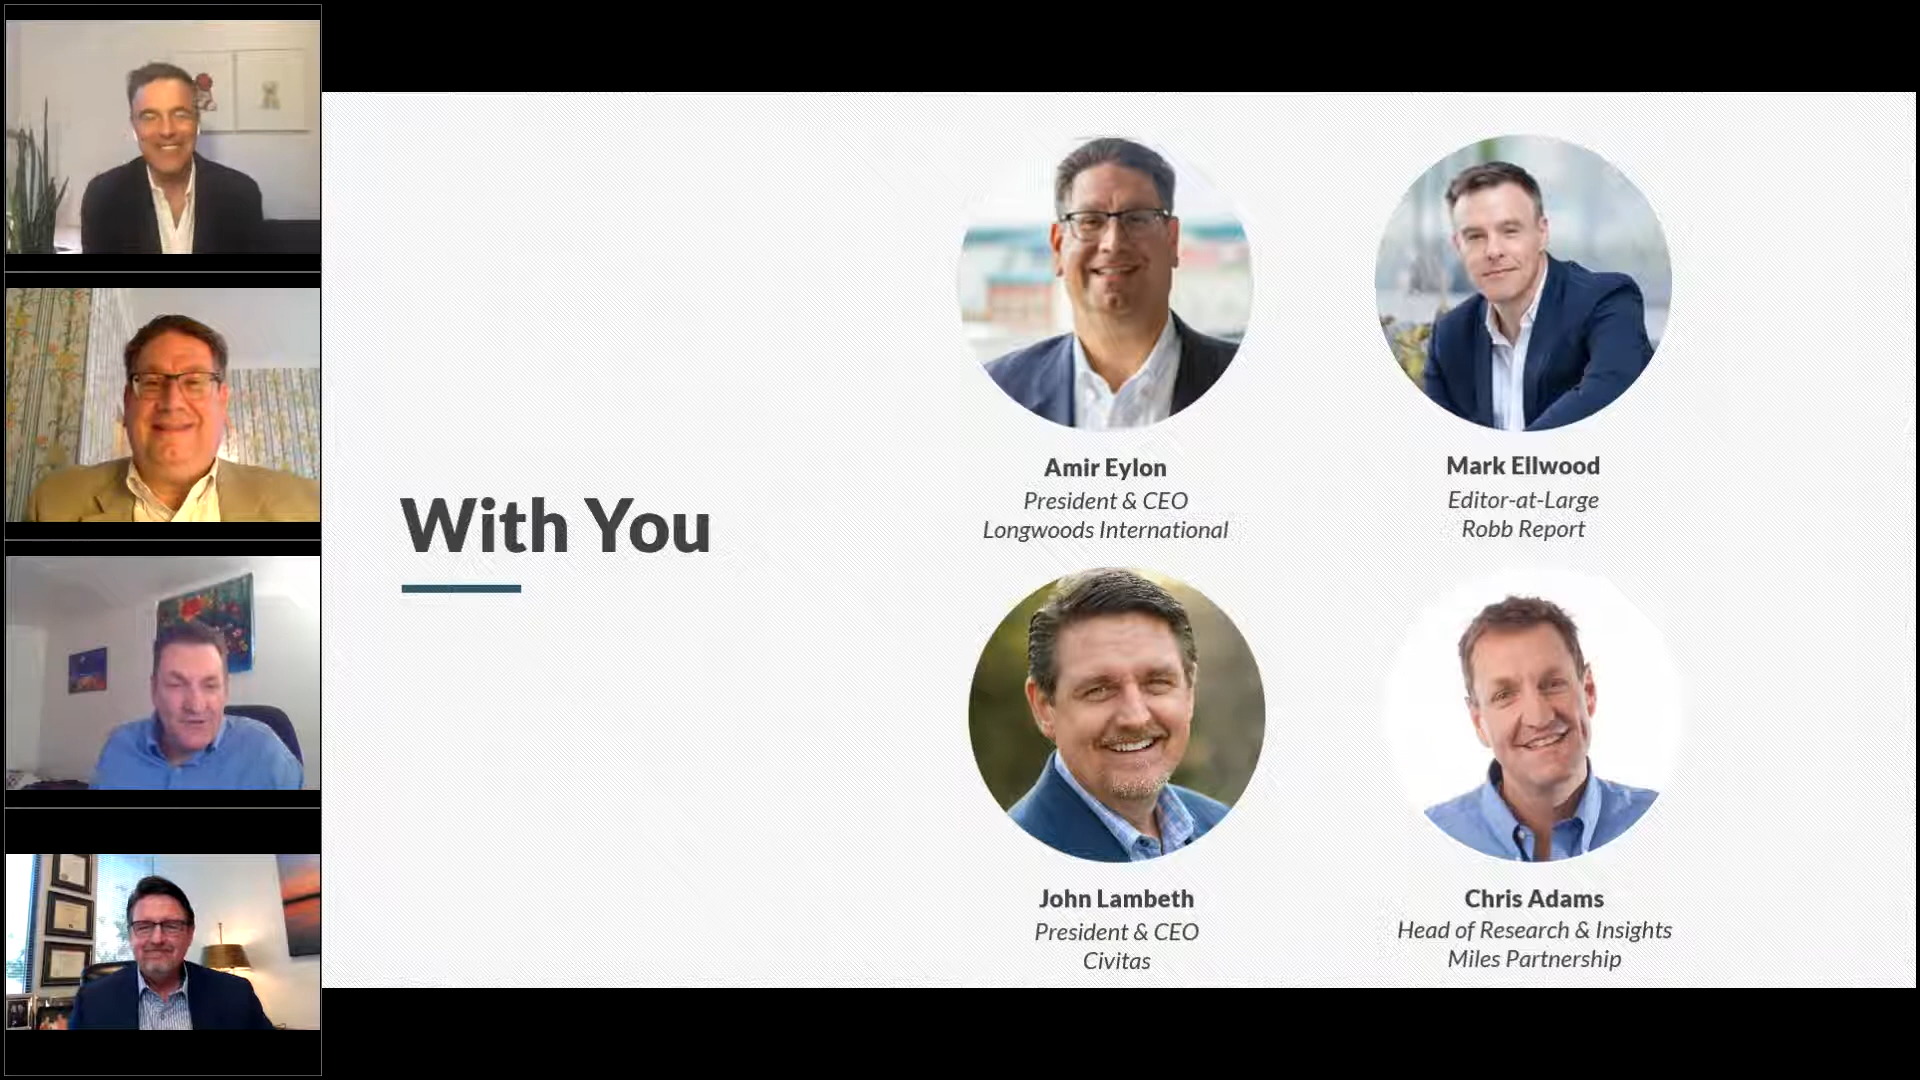 With You
Amir Eylon
President & CEO
Longwoods International
Mark Ellwood
Editor-at-Large
Robb Report
John Lambeth
President & CEO
Civitas
Chris Adams
Head of Research & Insights
Miles Partnership